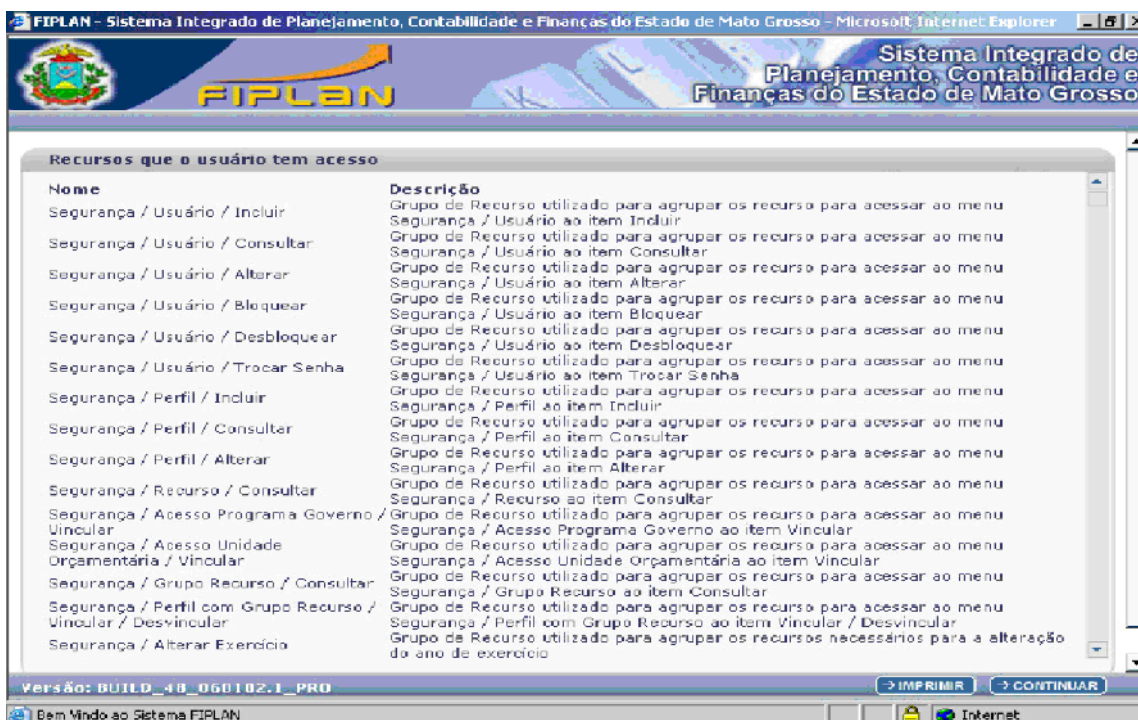 FIPLAN - Sistema Integrado de Planejamento, Contabilidade e Finanças do Estado de Mato Grosso - Microsoft Internet Explorer
FIPLAN
Sistema Integrado de
Planejamento, Contabilidade e
Finanças do Estado de Mato Grosso
Recursos que o usuário tem acesso
Nome Descrição
Segurança / Usuário / Incluir Grupo de Recurso utilizado para agrupar os recurso para acessar ao menu
Segurança / Usuário ao item Incluir
Segurança / Usuário / Consultar Grupo de Recurso utilizado para agrupar os recurso para acessar ao menu
Segurança / Usuário ao item Consultar
Segurança / Usuário / Alterar Grupo de Recurso utilizado para agrupar os recurso para acessar ao menu
Segurança / Usuário ao item Alterar
Segurança / Usuário / Bloquear Grupo de Recurso utilizado para agrupar os recurso para acessar ao menu
Segurança / Usuário ao item Bloquear
Segurança / Usuário / Desbloquear Grupo de Recurso utilizado para agrupar os recurso para acessar ao menu
Segurança / Usuário ao item Desbloquear
Segurança / Usuário / Trocar Senha Grupo de Recurso utilizado para agrupar os recurso para acessar ao menu
Segurança / Usuário ao item Trocar Senha
Segurança / Perfil / Incluir Grupo de Recurso utilizado para agrupar os recurso para acessar ao menu
Segurança / Perfil ao item Incluir
Segurança / Perfil / Consultar Grupo de Recurso utilizado para agrupar os recurso para acessar ao menu
Segurança / Perfil ao item Consultar
Segurança / Perfil / Alterar Grupo de Recurso utilizado para agrupar os recurso para acessar ao menu
Segurança / Perfil ao item Alterar
Segurança / Recurso / Consultar Grupo de Recurso utilizado para agrupar os recurso para acessar ao menu
Segurança / Recurso ao item Consultar
Segurança / Acesso Programa Governo / Grupo de Recurso utilizado para agrupar os recurso para acessar ao menu
Vincular Segurança / Acesso Programa Governo ao item Vincular
Segurança / Acesso Unidade Grupo de Recurso utilizado para agrupar os recurso para acessar ao menu
Orçamentária / Vincular Segurança / Acesso Unidade Orçamentária ao item Vincular
Segurança / Grupo Recurso / Consultar Grupo de Recurso utilizado para agrupar os recurso para acessar ao menu
Segurança / Grupo Recurso ao item Consultar
Segurança / Perfil com Grupo Recurso / Grupo de Recurso utilizado para agrupar os recurso para acessar ao menu
Vincular / Desvincular Segurança / Perfil com Grupo Recurso ao item Vincular / Desvincular
Segurança / Alterar Exercício Grupo de Recurso utilizado para agrupar os recursos necessários para a alteração
do ano de exercício
Versão: BUILD_48_060102.1_PRO IMPRIMIR CONTINUAR
Bem Vindo ao Sistema FIPLAN Internet